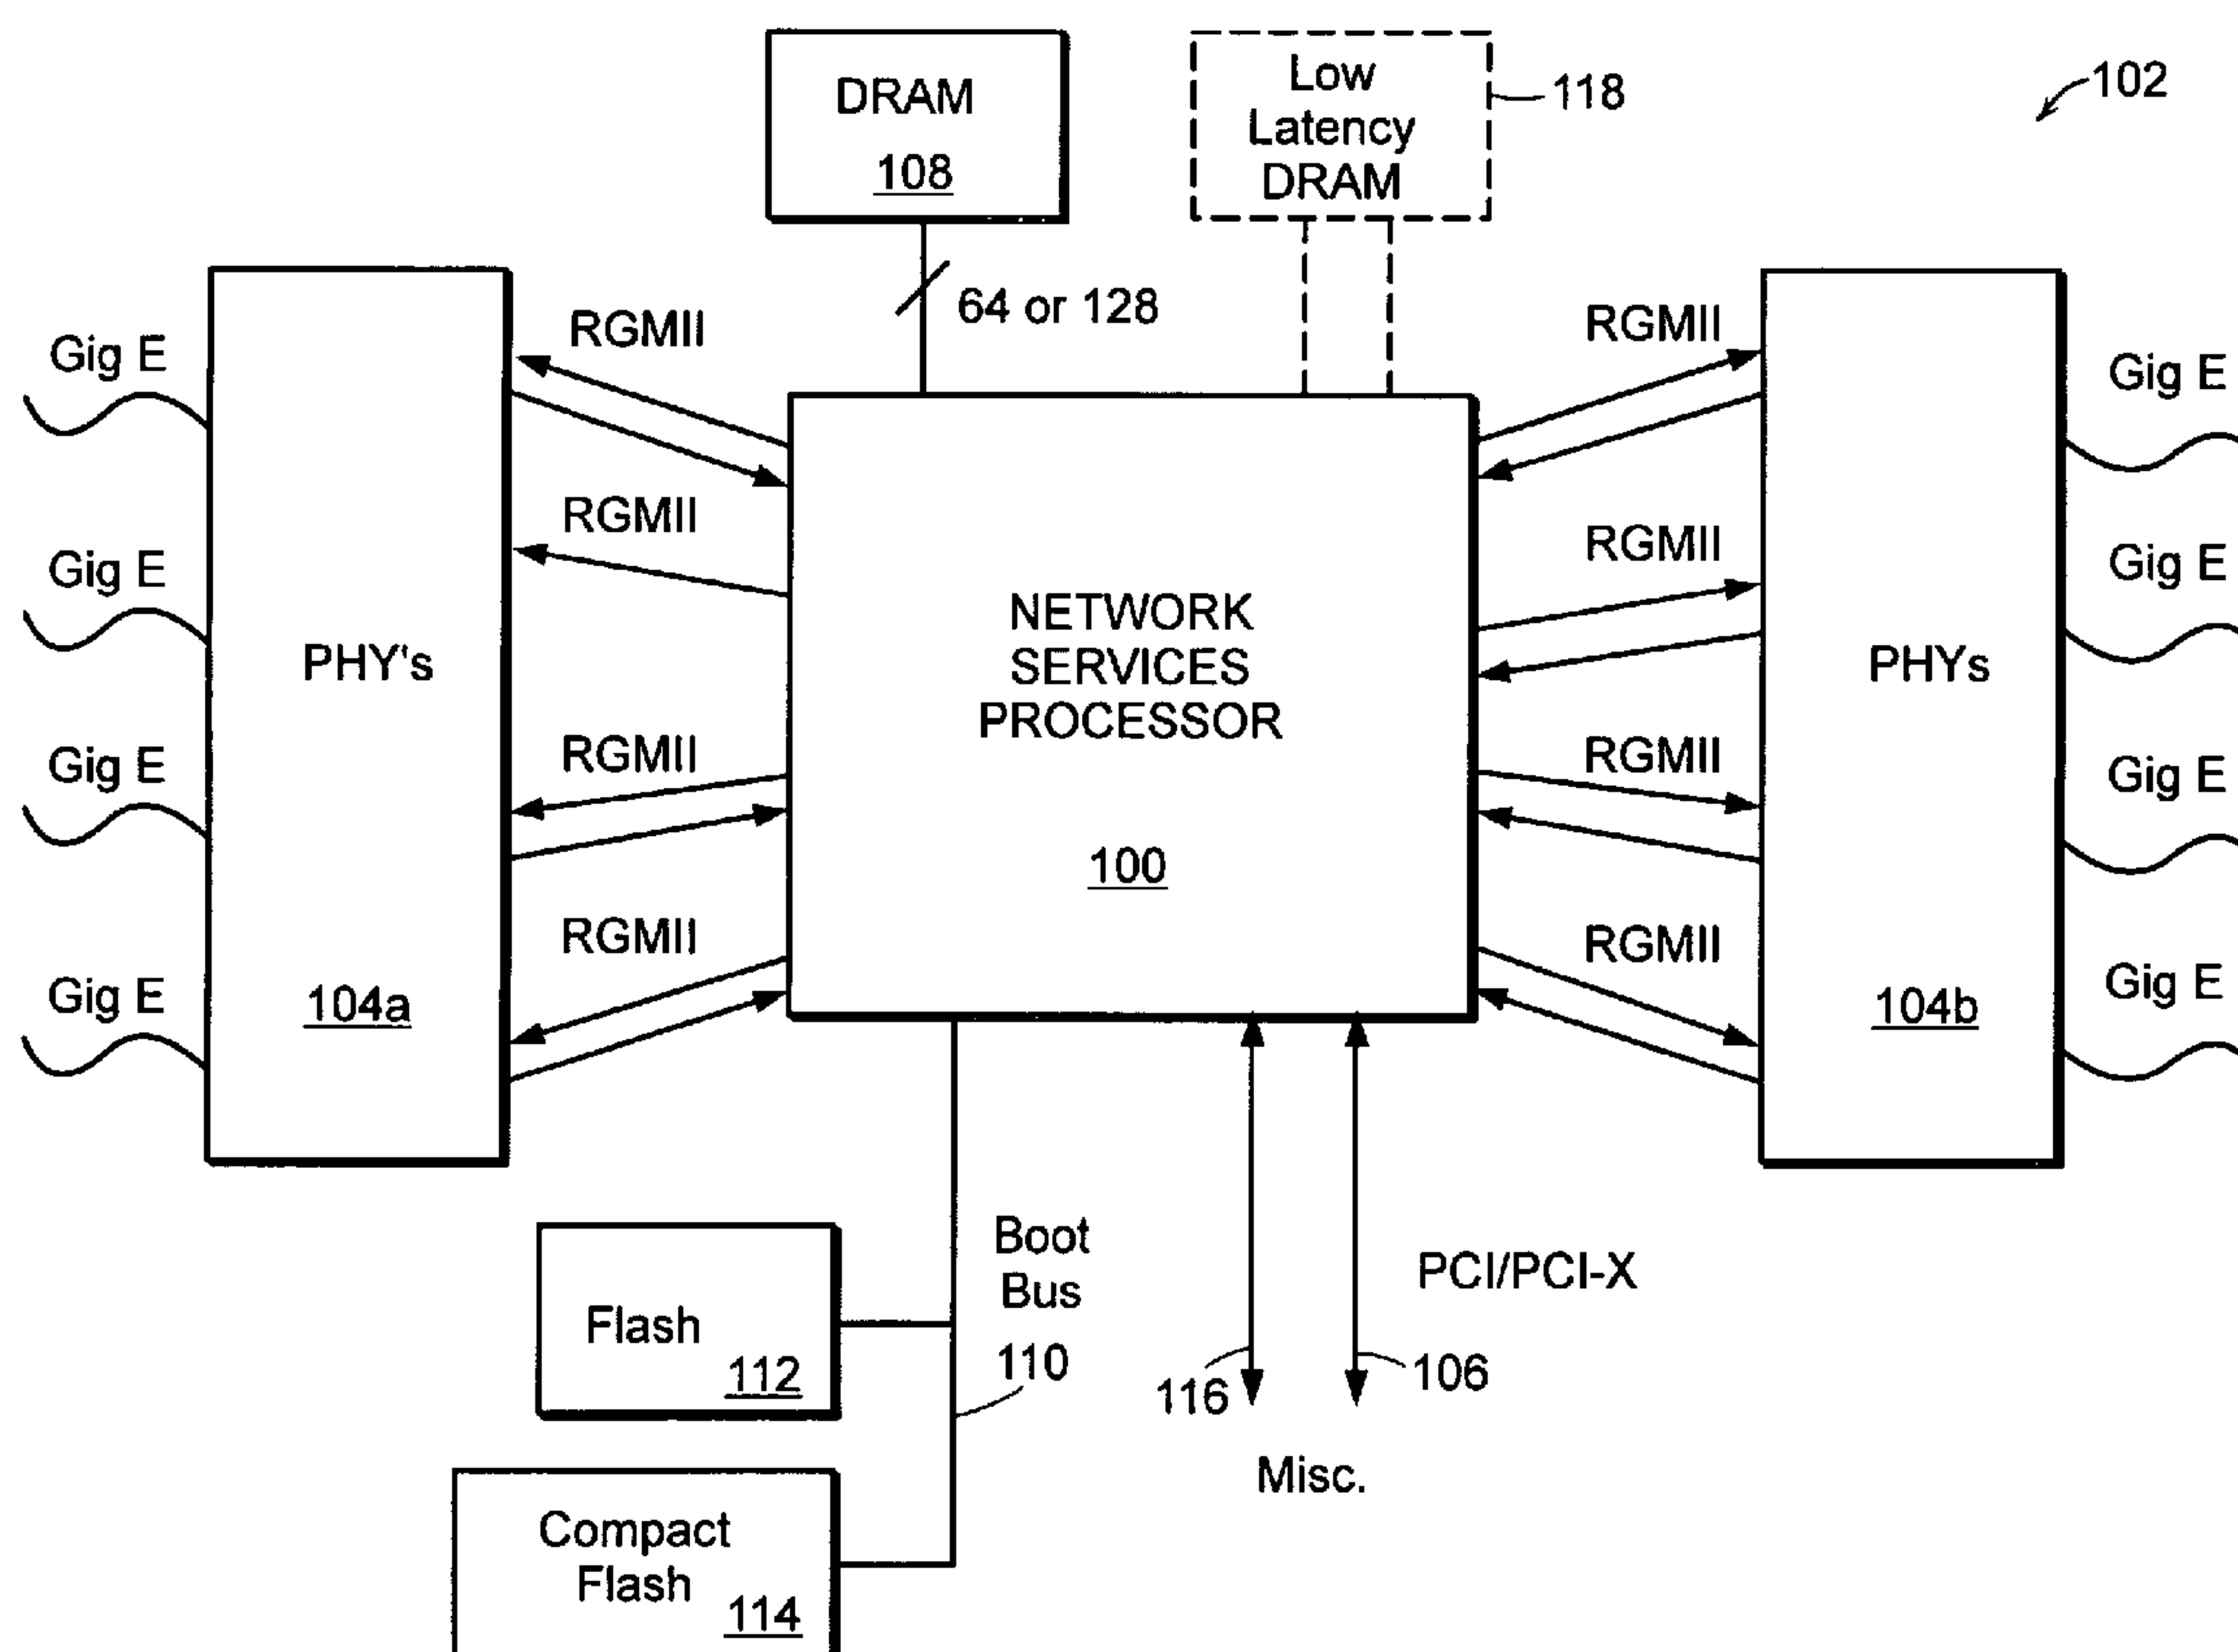 DRAM
108
Low
Latency
DRAM
118
102
64 or 128
RGMII
RGMII
Gig E
Gig E
RGMII
RGMII
Gig E
Gig E
NETWORK
SERVICES
PROCESSOR
100
PHY's
104a
PHYs
104b
RGMII
RGMII
Gig E
Gig E
RGMII
RGMII
Gig E
Gig E
Boot
Bus
110
Flash
112
PCI/PCI-X
116
106
Misc.
Compact
Flash
114